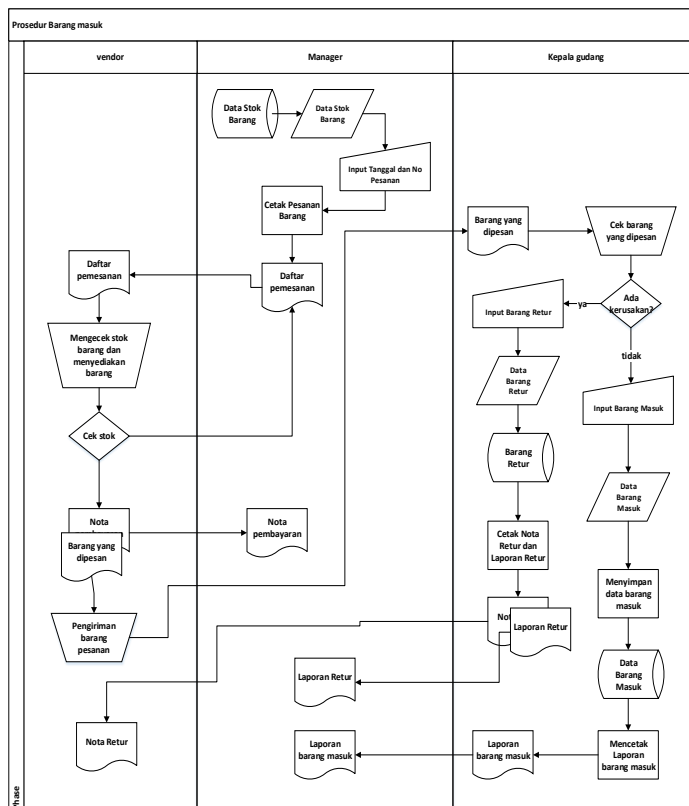 Prosedur Barang masuk
vendor
Manager
Kepala gudang
Data Stok
Barang
Data Stok
Barang
Input Tanggal dan No
Pesanan
Cetak Pesanan
Barang
Daftar
pemesanan
Daftar
pemesanan
Mengecek stok
barang dan
menyediakan
barang
Cek stok
Nota
Barang yang
dipesan
Nota
pembayaran
Pengiriman
barang
pesanan
Nota Retur
Barang yang
dipesan
Cek barang
yang dipesan
Ada
kerusakan?
ya
tidak
Input Barang Retur
Data
Barang
Retur
Barang
Retur
Cetak Nota
Retur dan
Laporan Retur
Laporan Retur
Laporan Retur
Input Barang Masuk
Data
Barang
Masuk
Menyimpan
data barang
masuk
Data
Barang
Masuk
Mencetak
Laporan
barang masuk
Laporan
barang masuk
Laporan
barang masuk
Phase